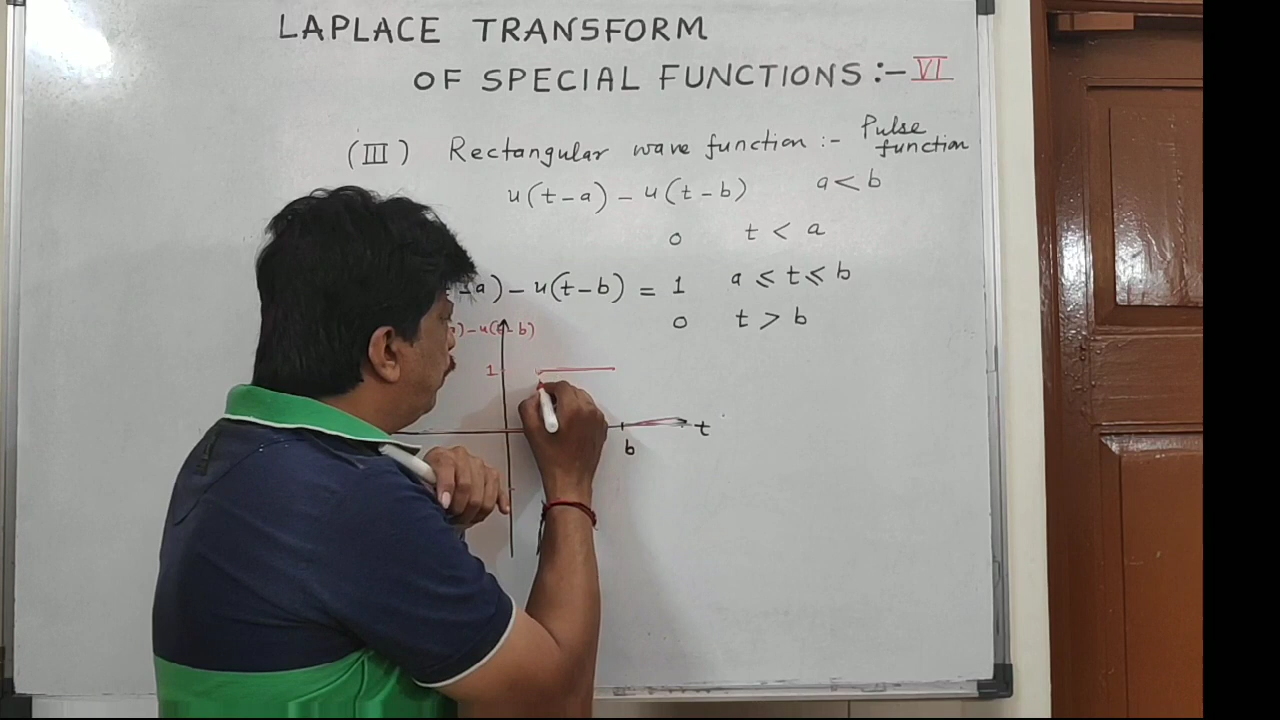 LAPLACE TRANSFORM
OF SPECIAL FUNCTIONS :- VI
(III) Rectangular wave function :- Pulse function
u(t-a) - u(t-b) a < b
0 t < a
-a) - u(t-b) = 1 a ⩽ t ⩽ b
0 t > b
a) - u(t-b)
1
t
b